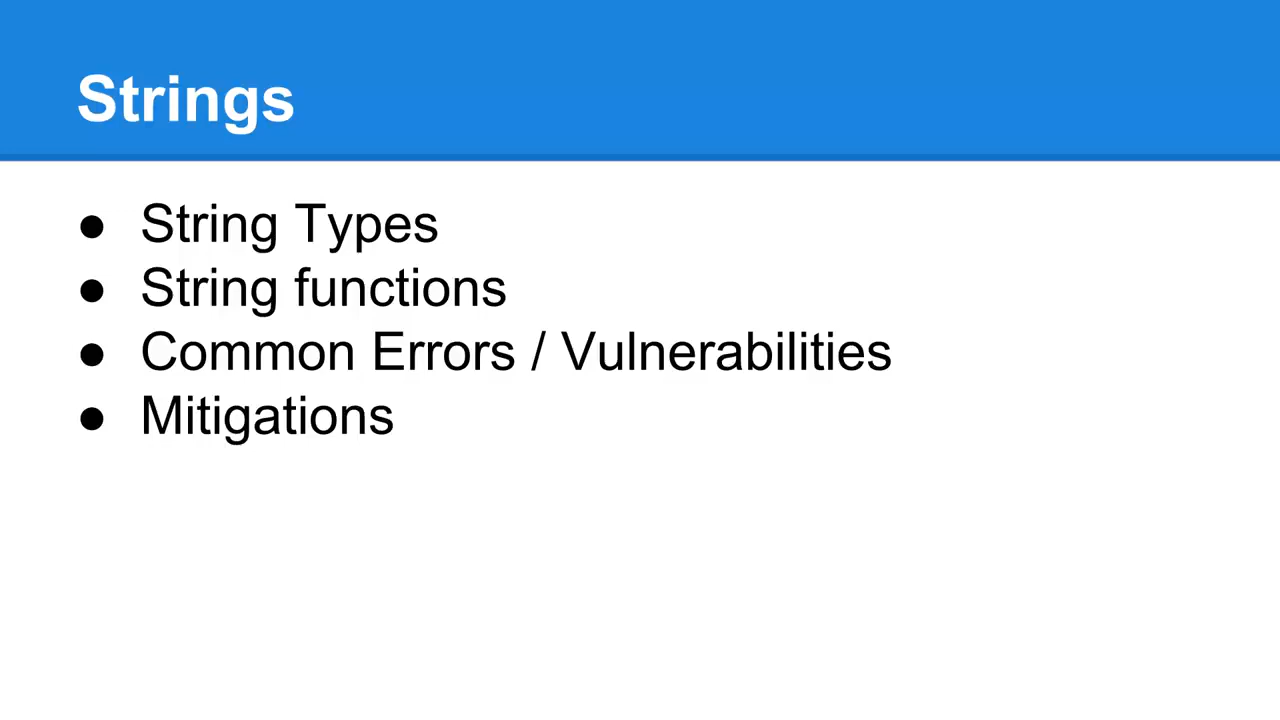 Strings
● String Types
● String functions
● Common Errors / Vulnerabilities
● Mitigations